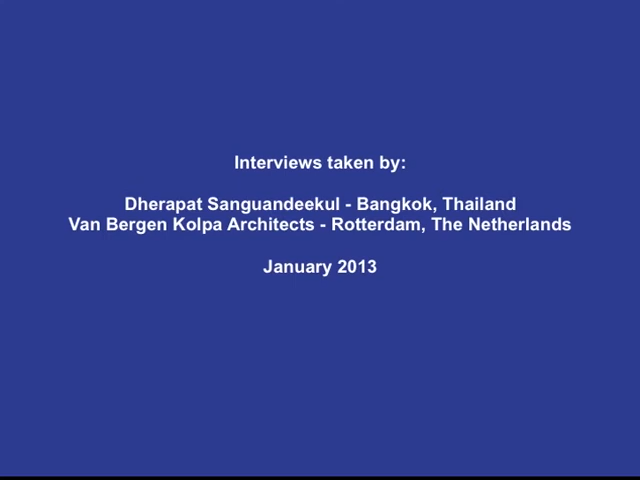 Interviews taken by:
Dherapat Sanguandeekul - Bangkok, Thailand
Van Bergen Kolpa Architects - Rotterdam, The Netherlands
January 2013